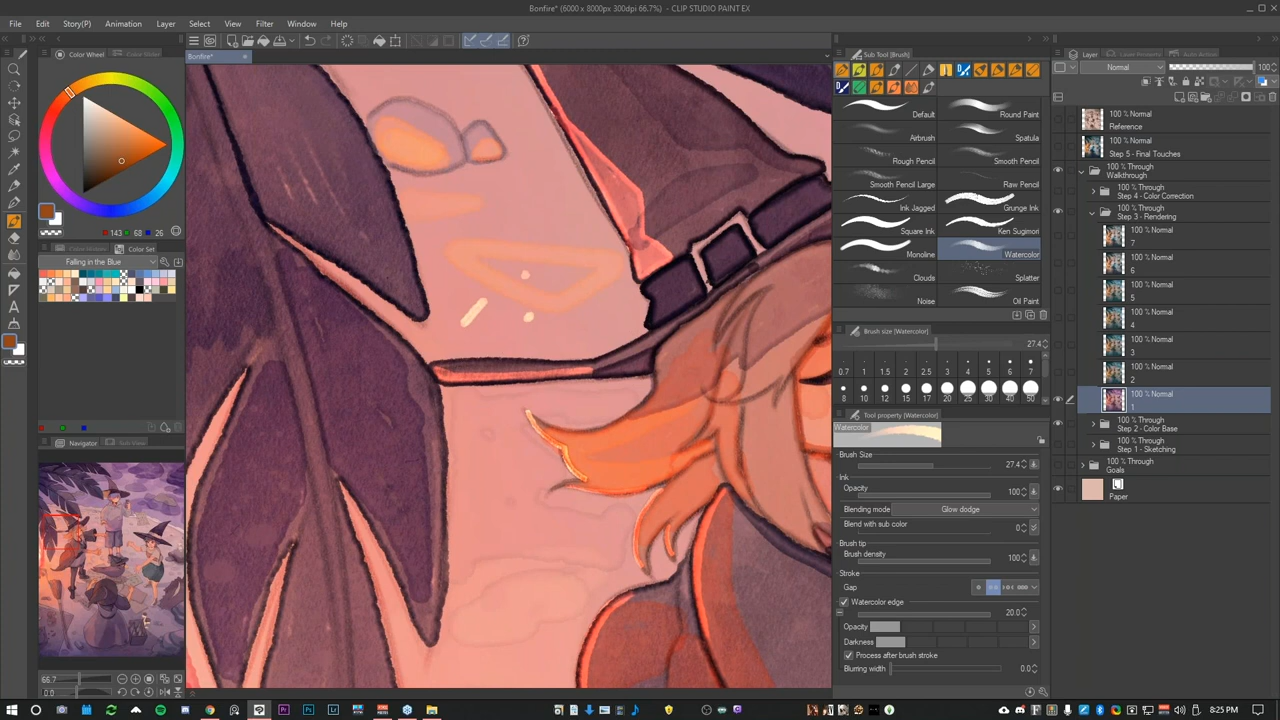 Bonfire* (6000 x 8000px 300dpi 66.7%) - CLIP STUDIO PAINT EX
File Edit Story(P) Animation Layer Select View Filter Window Help
Bonfire*
Color Wheel Color Slider
143 68 26
Color Set
Falling in the Blue
Navigator Sub View
66.7
0.0
Sub Tool [Brush]
Default Round Paint
Airbrush Spatula
Rough Pencil Smooth Pencil
Smooth Pencil Large Raw Pencil
Ink Jagged Grunge Ink
Square Ink Ken Sugimori
Monoline Watercolor
Clouds Splatter
Noise Oil Paint
Brush size [Watercolor]
27.4
0.7 1 1.5 2 2.5 3 4 5 6 7
8 10 12 15 17 20 25 30 40 50
Tool property [Watercolor]
Watercolor
Brush Size 27.4
Ink
Opacity 100
Blending mode Glow dodge
Blend with sub color 0
Brush tip
Brush density 100
Stroke
Gap
Watercolor edge 20.0
Opacity
Darkness
Process after brush stroke
Blurring width 0.0
Layer Layer Property Auto Action
Normal 100
100 % Normal
Reference
100 % Normal
Step 5 - Final Touches
100 % Through
Walkthrough
100 % Through
Step 4 - Color Correction
100 % Through
Step 3 - Rendering
100 % Normal
7
100 % Normal
6
100 % Normal
5
100 % Normal
4
100 % Normal
3
100 % Normal
2
100 % Normal
1
100 % Through
Step 2 - Color Base
100 % Through
Step 1 - Sketching
100 % Through
Goals
Paper
8:25 PM